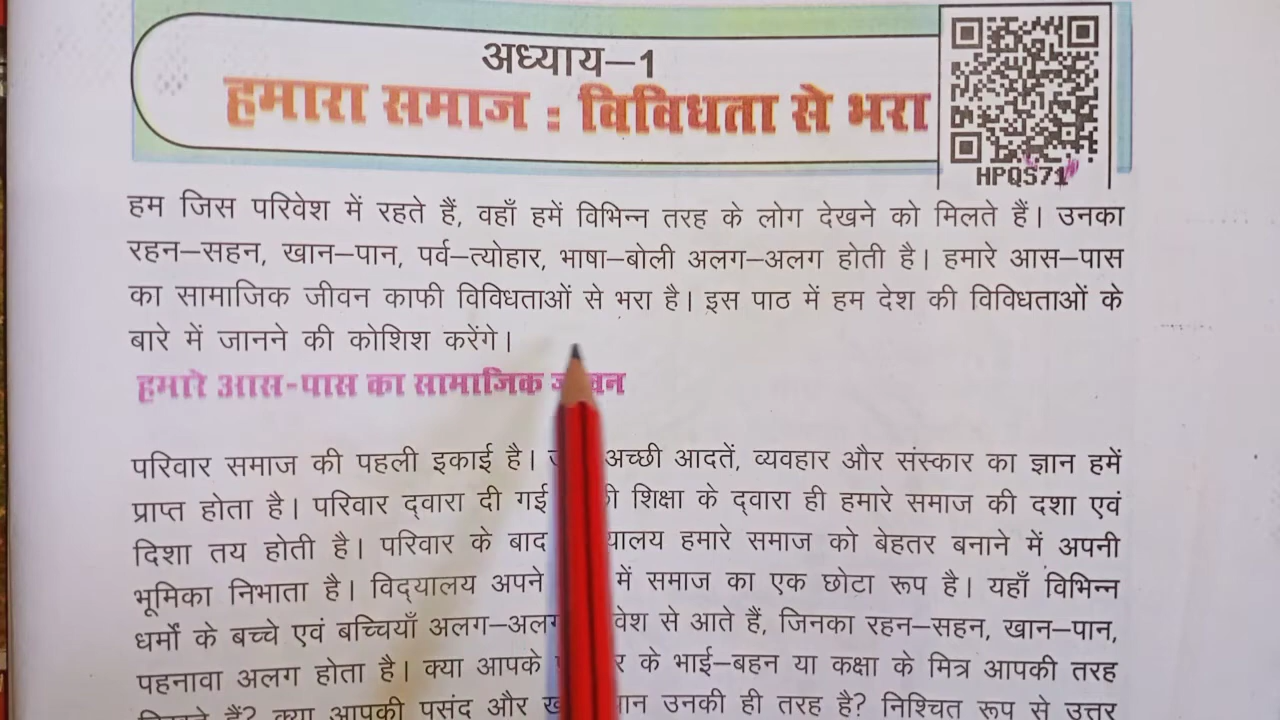 अध्याय–1
हमारा समाज : विविधता से भरा
HPQS71
हम जिस परिवेश में रहते हैं, वहाँ हमें विभिन्न तरह के लोग देखने को मिलते हैं। उनका
रहन–सहन, खान–पान, पर्व–त्योहार, भाषा–बोली अलग–अलग होती है। हमारे आस–पास
का सामाजिक जीवन काफी विविधताओं से भरा है। इस पाठ में हम देश की विविधताओं के
बारे में जानने की कोशिश करेंगे।
हमारे आस-पास का सामाजिक
परिवार समाज की पहली इकाई है। अच्छी आदतें, व्यवहार और संस्कार का ज्ञान हमें
प्राप्त होता है। परिवार द्वारा दी गई शिक्षा के द्वारा ही हमारे समाज की दशा एवं
दिशा तय होती है। परिवार के बाद हमारे समाज को बेहतर बनाने में अपनी
भूमिका निभाता है। विद्यालय अपने में समाज का एक छोटा रूप है। यहाँ विभिन्न
धर्मों के बच्चे एवं बच्चियाँ से आते हैं, जिनका रहन–सहन, खान–पान,
पहनावा अलग होता है। क्या आपके के भाई–बहन या कक्षा के मित्र आपकी तरह
क्या आपकी पसंद और उनकी ही तरह है? निश्चित रूप से उत्तर